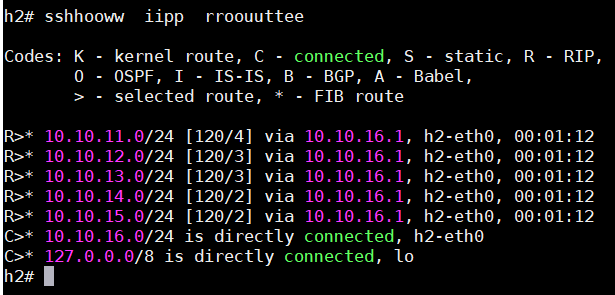 h2# sshhooww  iipp  rroouuttee
Codes: K - kernel route, C - connected, S - static, R - RIP,
       O - OSPF, I - IS-IS, B - BGP, A - Babel,
       > - selected route, * - FIB route
R>* 10.10.11.0/24 [120/4] via 10.10.16.1, h2-eth0, 00:01:12
R>* 10.10.12.0/24 [120/3] via 10.10.16.1, h2-eth0, 00:01:12
R>* 10.10.13.0/24 [120/3] via 10.10.16.1, h2-eth0, 00:01:12
R>* 10.10.14.0/24 [120/2] via 10.10.16.1, h2-eth0, 00:01:12
R>* 10.10.15.0/24 [120/2] via 10.10.16.1, h2-eth0, 00:01:12
C>* 10.10.16.0/24 is directly connected, h2-eth0
C>* 127.0.0.0/8 is directly connected, lo
h2#